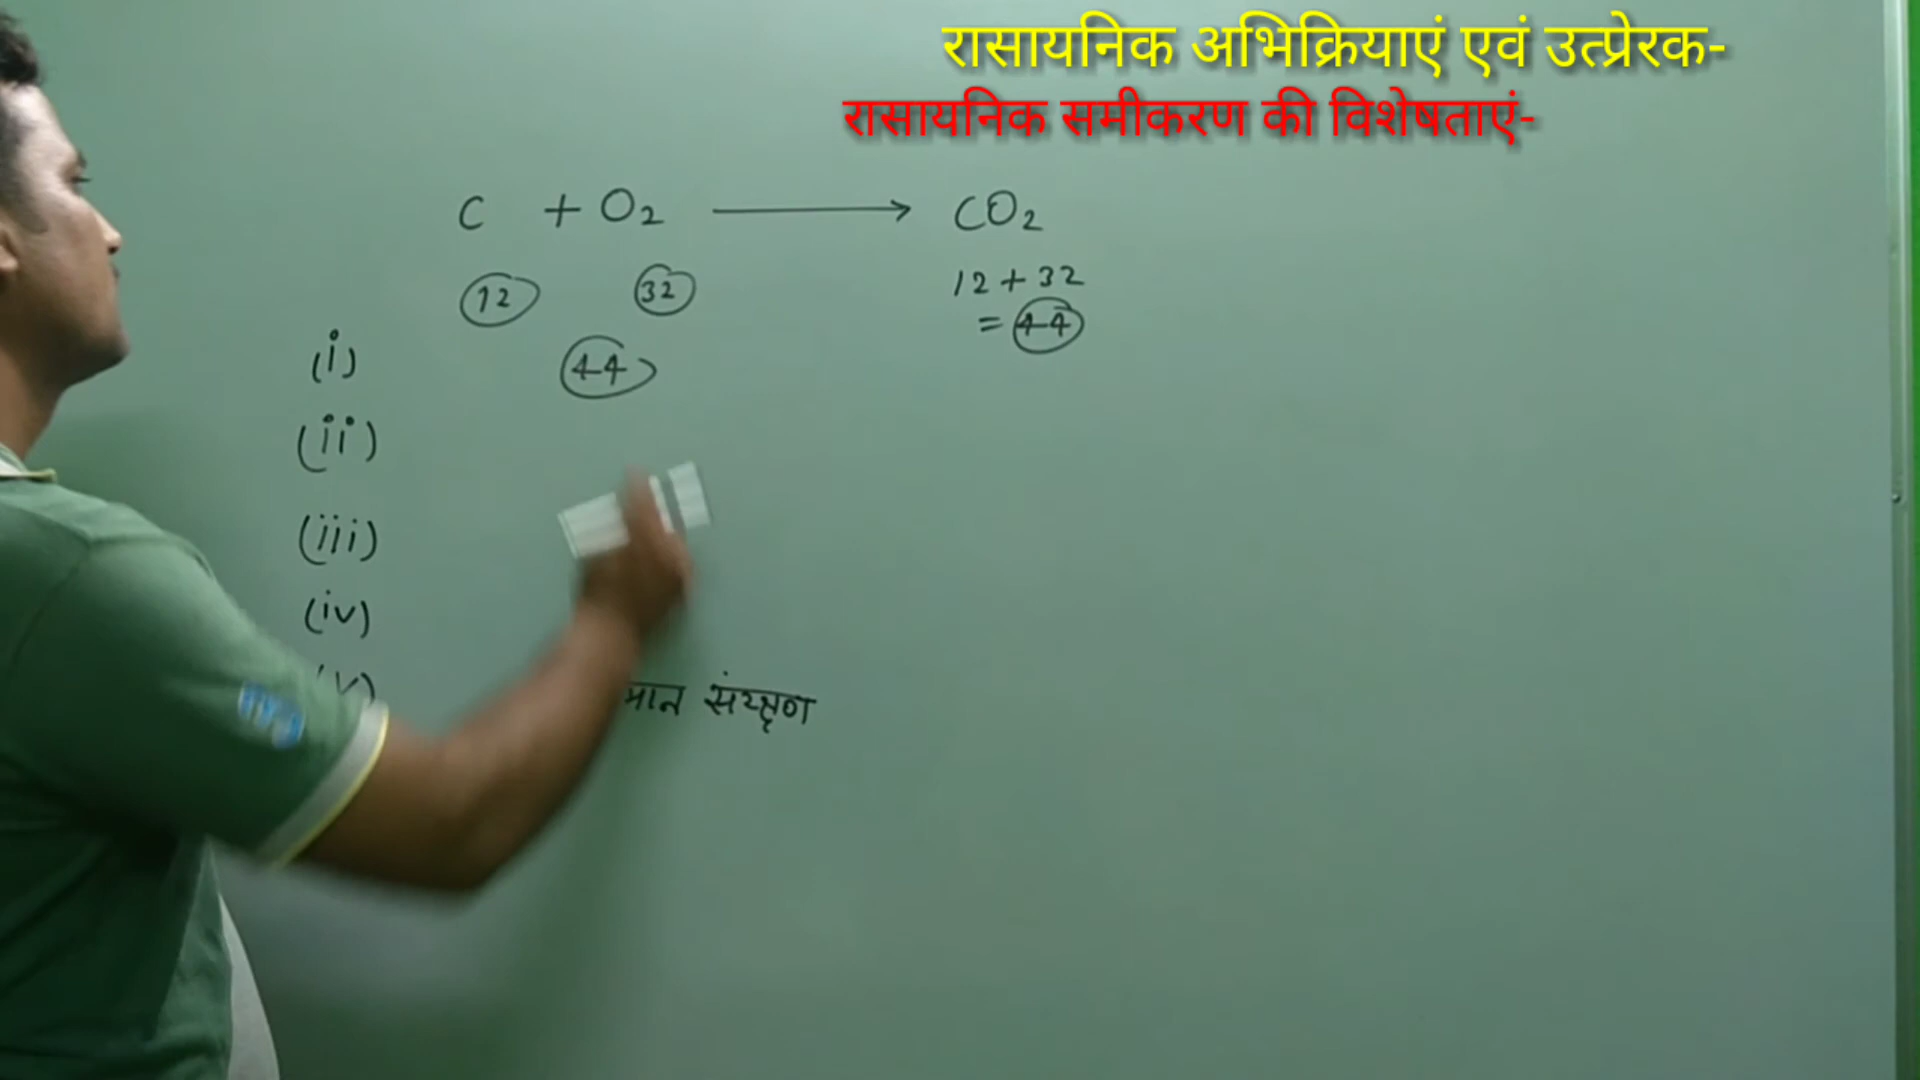 रासायनिक अभिक्रियाएं एवं उत्प्रेरक-
रासायनिक समीकरण की विशेषताएं-
C + O₂ ⟶ CO₂
12 32 12 + 32
= 44
44
(i)
(ii)
(iii)
(iv)
(v)
मान संरक्षण